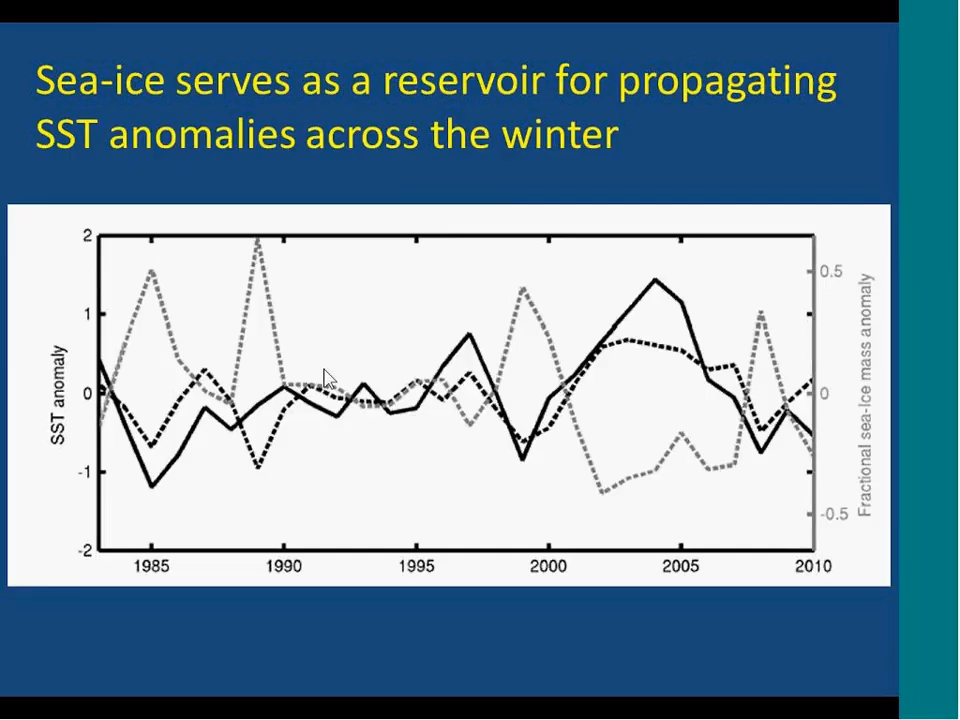 Sea-ice serves as a reservoir for propagating
SST anomalies across the winter
2
1
0
-1
-2
SST anomaly
0.5
0
-0.5
Fractional sea-ice mass anomaly
1985 1990 1995 2000 2005 2010